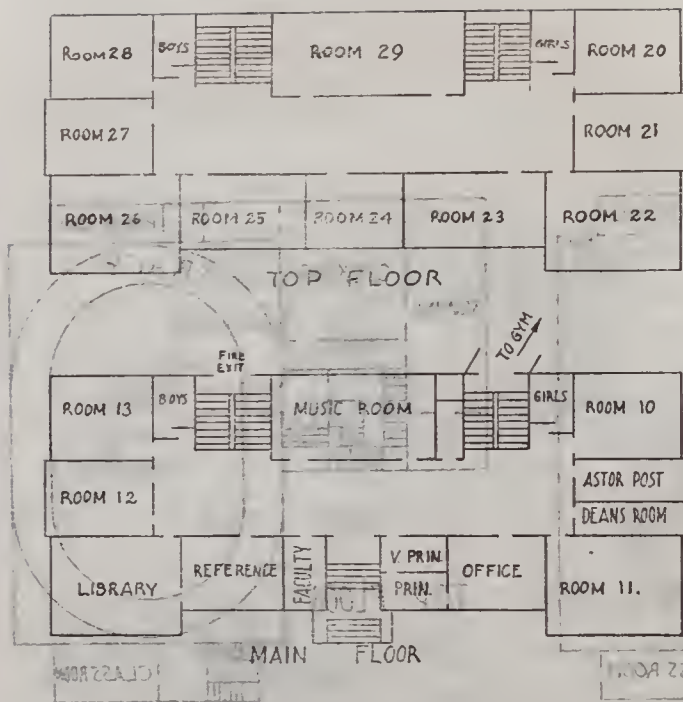 ROOM 28
BOYS
ROOM 29
GIRLS
ROOM 20
ROOM 27
ROOM 21
ROOM 26
ROOM 25
ROOM 24
ROOM 23
ROOM 22
TOP FLOOR
TO GYM
FIRE
EXIT
ROOM 13
BOYS
MUSIC ROOM
GIRLS
ROOM 10
ROOM 12
ASTOR POST
DEANS ROOM
LIBRARY
REFERENCE
FACULTY
V. PRIN.
PRIN.
OFFICE
ROOM 11.
MAIN FLOOR
CLASS ROOM